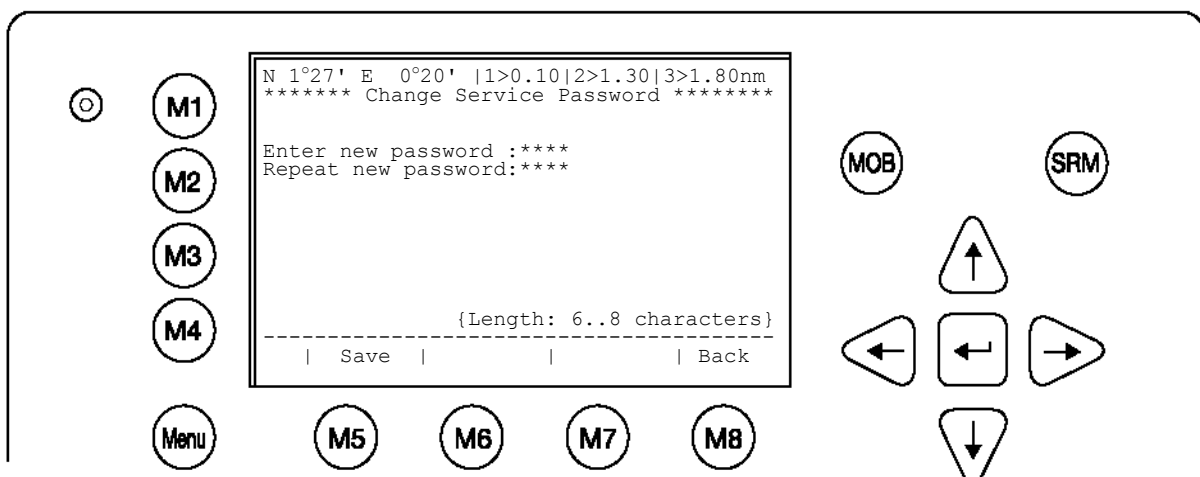 N 1°27' E 0°20' |1>0.10|2>1.30|3>1.80nm
******* Change Service Password ********
Enter new password :****
Repeat new password:****
{Length: 6..8 characters}
----------------------------------------
| Save | | | Back
M1
M2
M3
M4
Menu
M5
M6
M7
M8
MOB
SRM